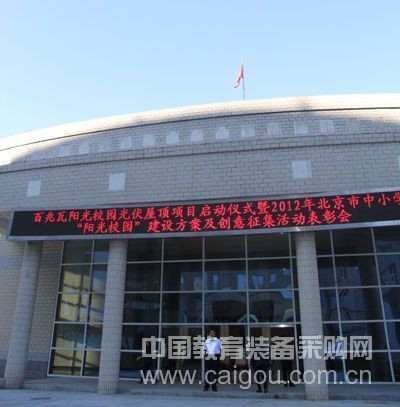 百兆瓦阳光校园光伏屋顶项目启动仪式暨2012年北京市中小学
“阳光校园”建设方案及创意征集活动表彰会
中国教育装备采购网
www.caigou.com.cn